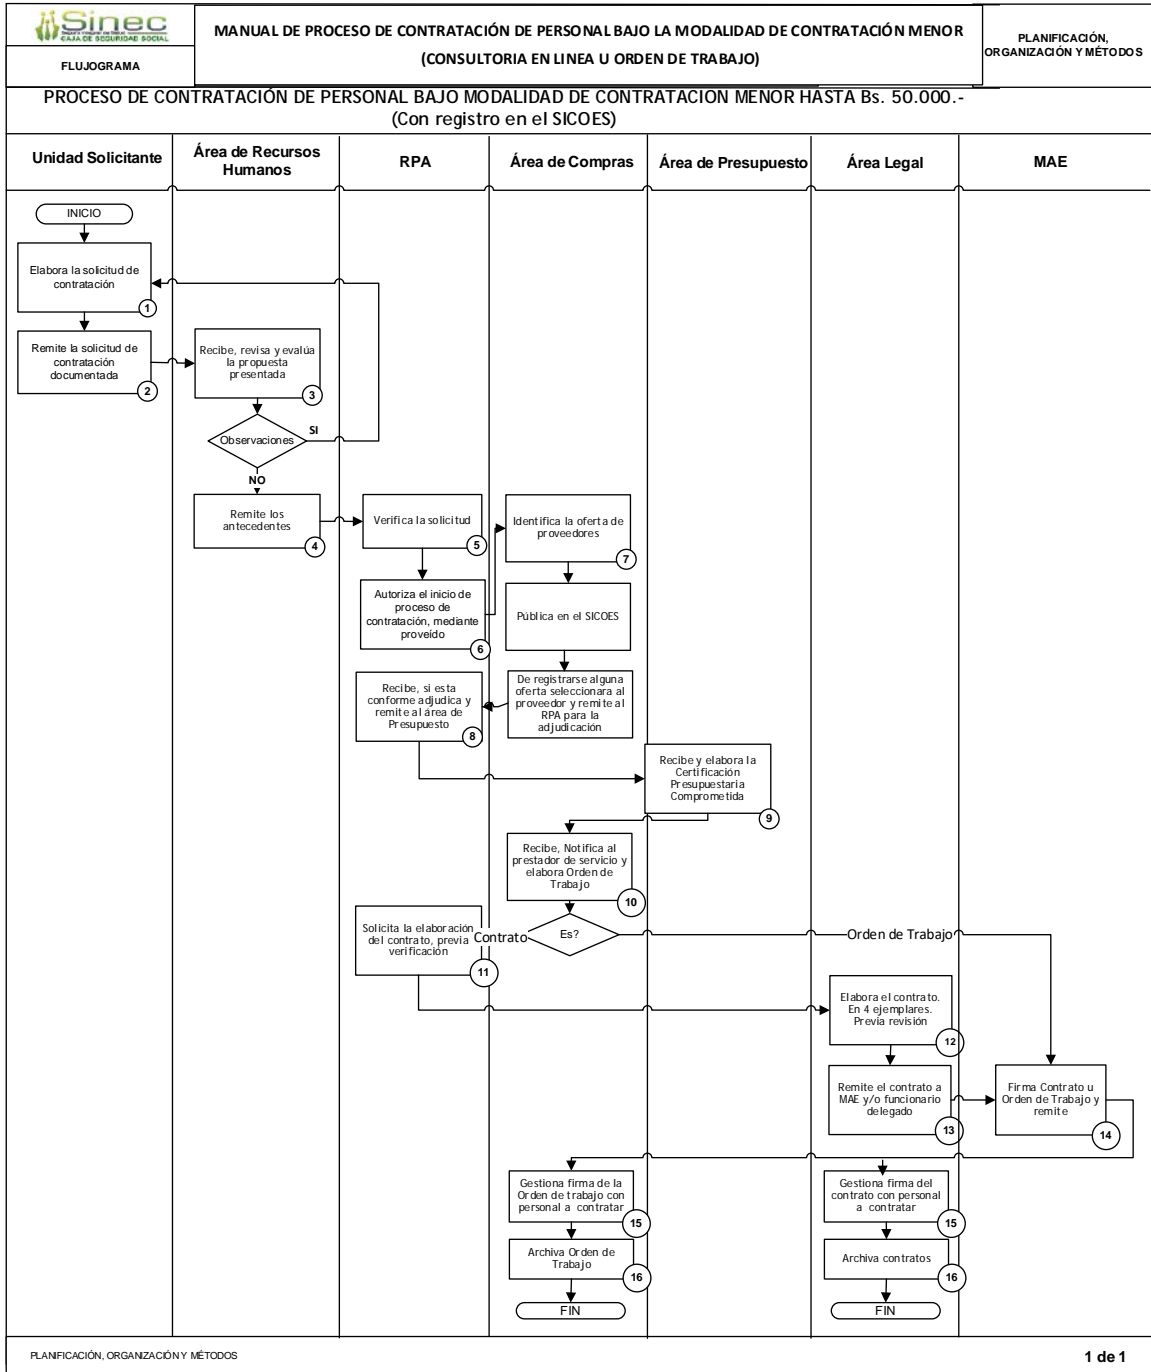 Sinec
CAJA DE SEGURIDAD SOCIAL
FLUJOGRAMA
MANUAL DE PROCESO DE CONTRATACIÓN DE PERSONAL BAJO LA MODALIDAD DE CONTRATACIÓN MENOR
(CONSULTORIA EN LINEA U ORDEN DE TRABAJO)
PLANIFICACIÓN,
ORGANIZACIÓN Y MÉTODOS
PROCESO DE CONTRATACIÓN DE PERSONAL BAJO MODALIDAD DE CONTRATACION MENOR HASTA Bs. 50.000.-
(Con registro en el SICOES)
Unidad Solicitante
Área de Recursos
Humanos
RPA
Área de Compras
Área de Presupuesto
Área Legal
MAE
INICIO
Elabora la solicitud de
contratación
1
Remite la solicitud de
contratación
documentada
2
Recibe, revisa y evalúa
la propuesta
presentada
3
Observaciones
SI
NO
Remite los
antecedentes
4
Verifica la solicitud
5
Autoriza el inicio de
proceso de
contratación, mediante
proveído
6
Identifica la oferta de
proveedores
7
Pública en el SICOES
De registrarse alguna
oferta seleccionara al
proveedor y remite al
RPA para la
adjudicación
Recibe, si esta
conforme adjudica y
remite al área de
Presupuesto
8
Recibe y elabora la
Certificación
Presupuestaria
Comprometida
9
Recibe, Notifica al
prestador de servicio y
elabora Orden de
Trabajo
10
Es?
Contrato
Orden de Trabajo
Solicita la elaboración
del contrato, previa
verificación
11
Elabora el contrato.
En 4 ejemplares.
Previa revisión
12
Remite el contrato a
MAE y/o funcionario
delegado
13
Firma Contrato u
Orden de Trabajo y
remite
14
Gestiona firma de la
Orden de trabajo con
personal a contratar
15
Archiva Orden de
Trabajo
16
FIN
Gestiona firma del
contrato con personal
a contratar
15
Archiva contratos
16
FIN
PLANIFICACIÓN, ORGANIZACIÓN Y MÉTODOS
1 de 1